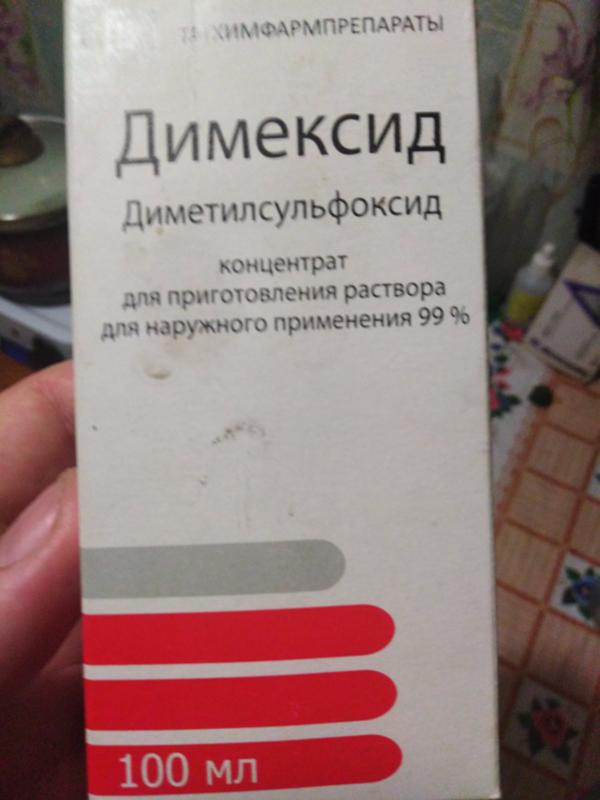 ХИМФАРМПРЕПАРАТЫ
Димексид
Диметилсульфоксид
концентрат
для приготовления раствора
для наружного применения 99 %
100 мл